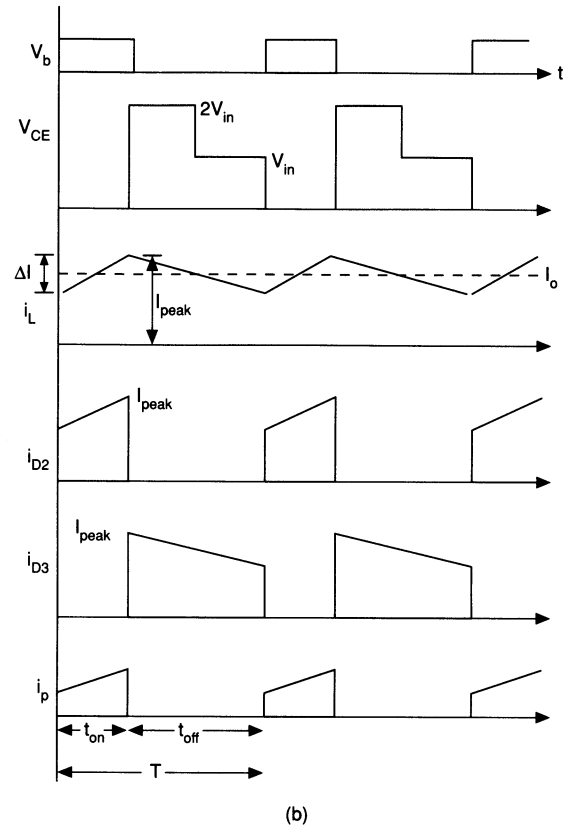 V_b
t
V_CE
2V_in
V_in
ΔI
i_L
I_peak
I_o
I_peak
i_D2
I_peak
i_D3
i_p
t_on
t_off
T
(b)